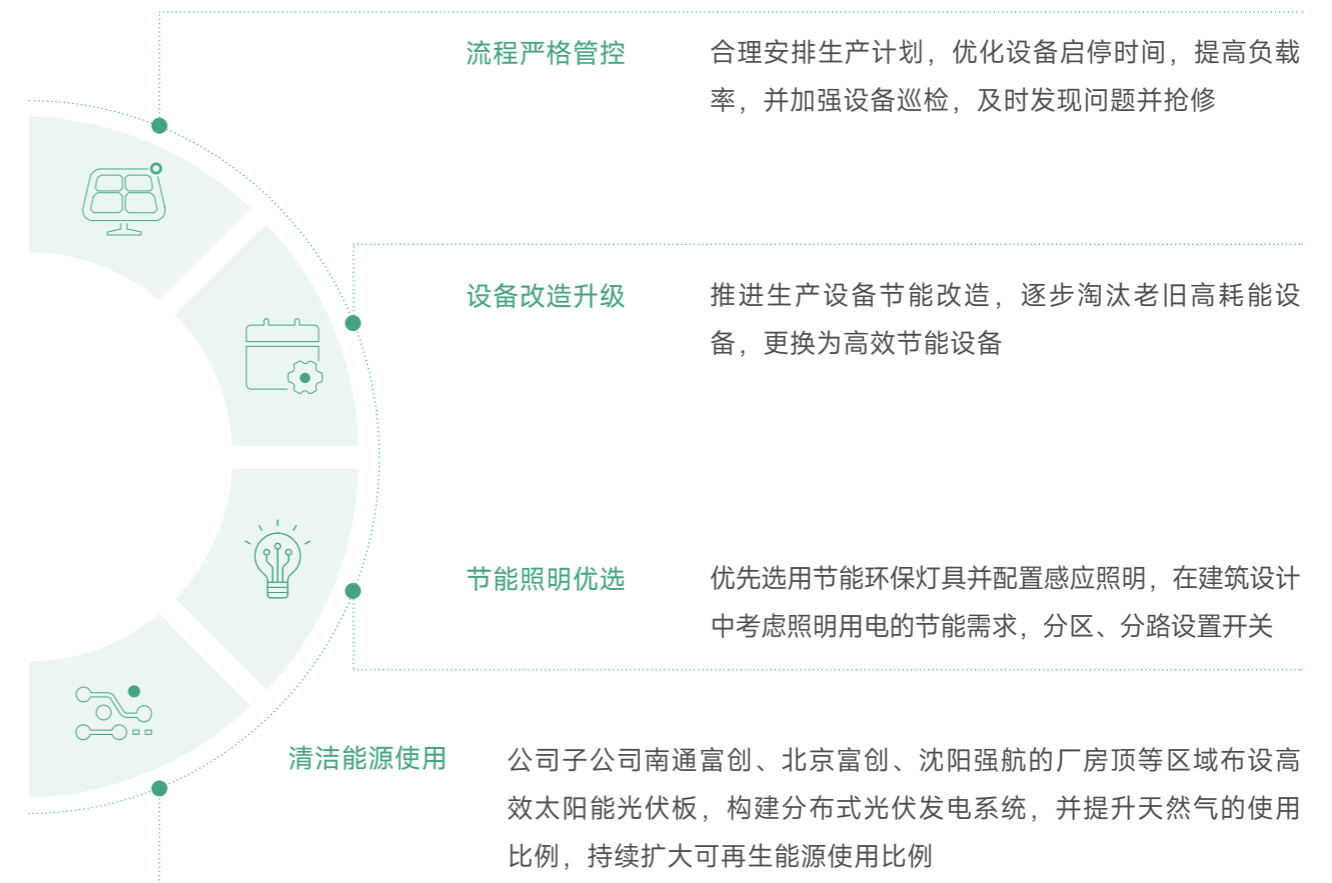 流程严格管控
合理安排生产计划，优化设备启停时间，提高负载
率，并加强设备巡检，及时发现问题并抢修
设备改造升级
推进生产设备节能改造，逐步淘汰老旧高耗能设
备，更换为高效节能设备
节能照明优选
优先选用节能环保灯具并配置感应照明，在建筑设计
中考虑照明用电的节能需求，分区、分路设置开关
清洁能源使用
公司子公司南通富创、北京富创、沈阳强航的厂房顶等区域布设高
效太阳能光伏板，构建分布式光伏发电系统，并提升天然气的使用
比例，持续扩大可再生能源使用比例